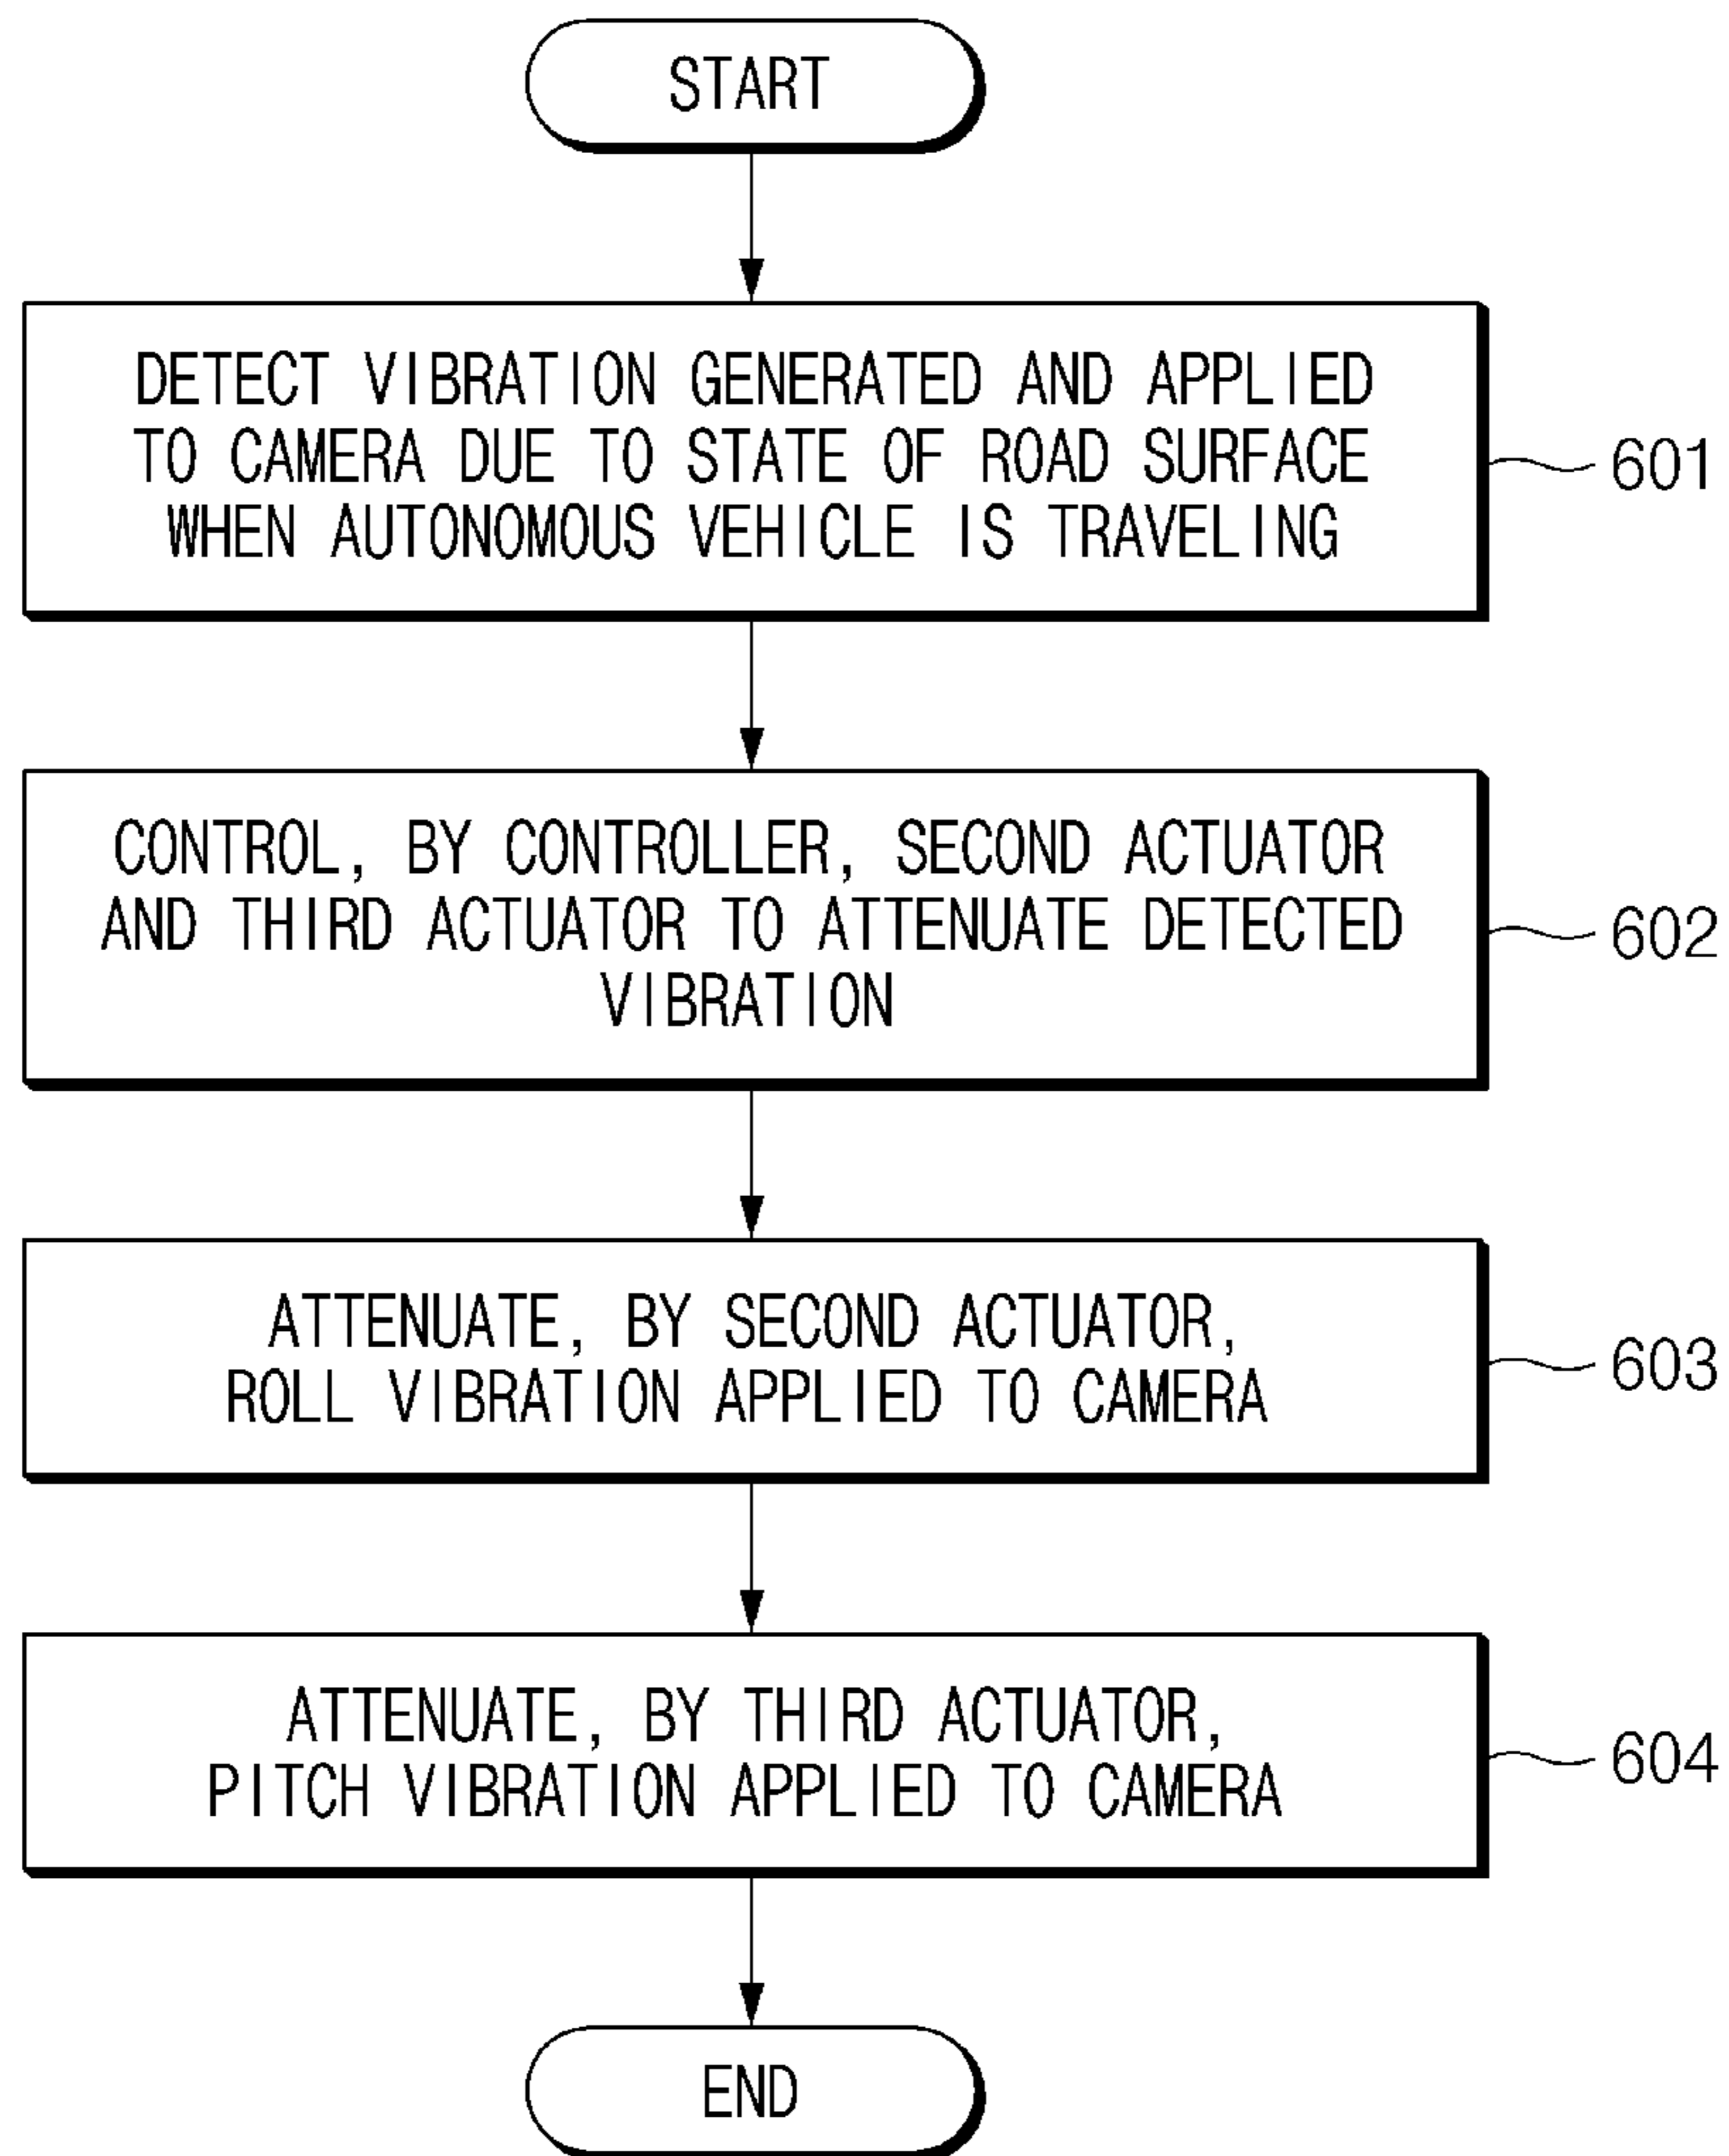 START
DETECT VIBRATION GENERATED AND APPLIED
TO CAMERA DUE TO STATE OF ROAD SURFACE
WHEN AUTONOMOUS VEHICLE IS TRAVELING
601
CONTROL, BY CONTROLLER, SECOND ACTUATOR
AND THIRD ACTUATOR TO ATTENUATE DETECTED
VIBRATION
602
ATTENUATE, BY SECOND ACTUATOR,
ROLL VIBRATION APPLIED TO CAMERA
603
ATTENUATE, BY THIRD ACTUATOR,
PITCH VIBRATION APPLIED TO CAMERA
604
END